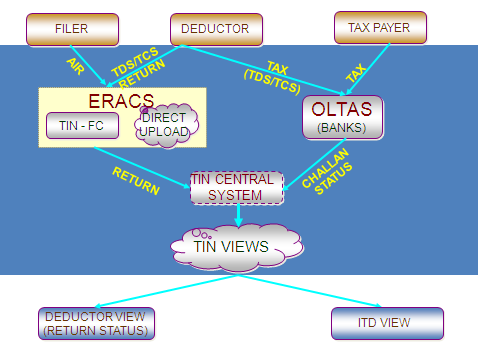 FILER
DEDUCTOR
TAX PAYER
AIR
TDS/TCS
RETURN
TAX
(TDS/TCS)
TAX
ERACS
TIN - FC
DIRECT
UPLOAD
OLTAS
(BANKS)
RETURN
CHALLAN
STATUS
TIN CENTRAL
SYSTEM
TIN VIEWS
DEDUCTOR VIEW
(RETURN STATUS)
ITD VIEW